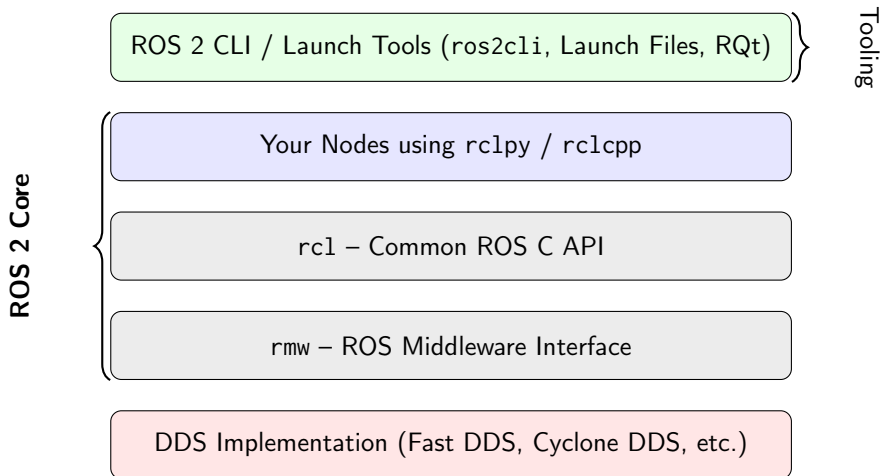 ROS 2 CLI / Launch Tools (ros2cli, Launch Files, RQt)
Tooling
Your Nodes using rclpy / rclcpp
ROS 2 Core
rcl – Common ROS C API
rmw – ROS Middleware Interface
DDS Implementation (Fast DDS, Cyclone DDS, etc.)